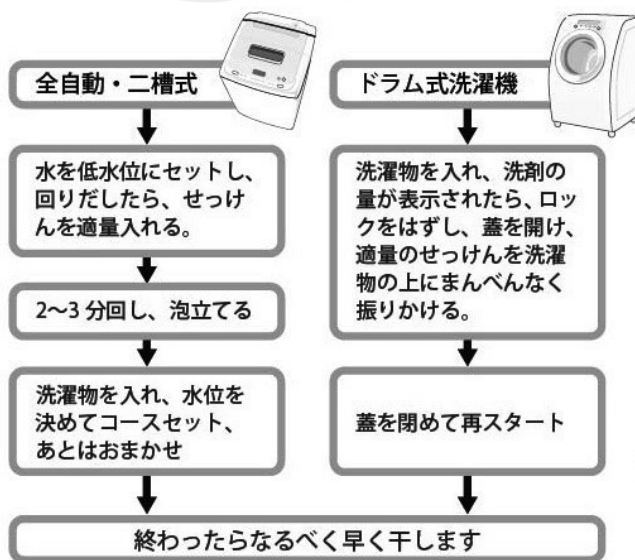 全自動・二槽式
水を低水位にセットし、
回りだしたら、せっけ
んを適量入れる。
2〜3 分回し、泡立てる
洗濯物を入れ、水位を
決めてコースセット、
あとはおまかせ
ドラム式洗濯機
洗濯物を入れ、洗剤の
量が表示されたら、ロッ
クをはずし、蓋を開け、
適量のせっけんを洗濯
物の上にまんべんなく
振りかける。
蓋を閉めて再スタート
終わったらなるべく早く干します